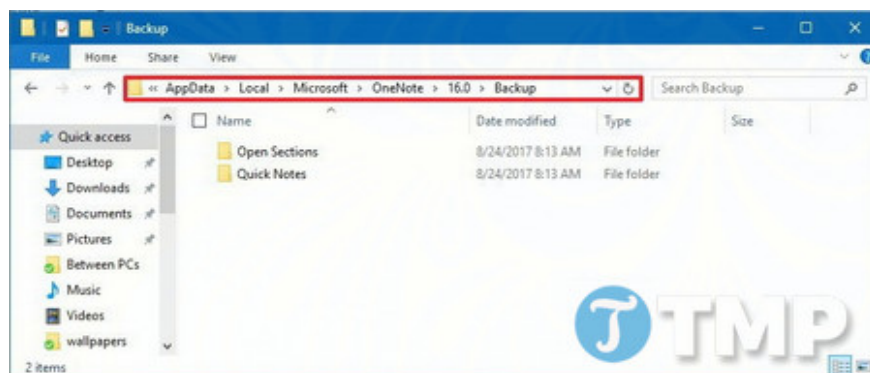 Backup
File Home Share View
« AppData > Local > Microsoft > OneNote > 16.0 > Backup
Search Backup
Name Date modified Type Size
Quick access
Desktop
Downloads
Documents
Pictures
Between PCs
Music
Videos
wallpapers
Open Sections 8/24/2017 8:13 AM File folder
Quick Notes 8/24/2017 8:13 AM File folder
TMP
2 items